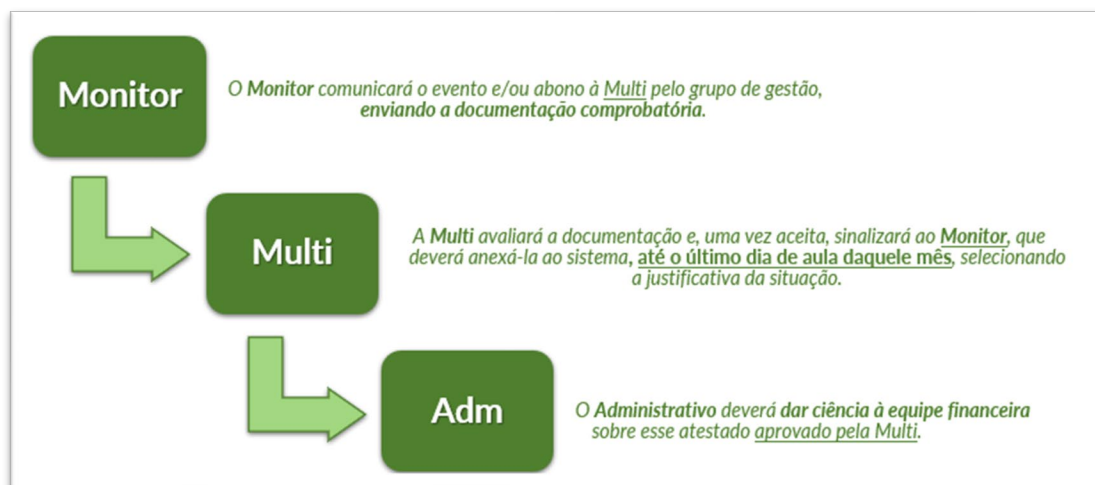 Monitor
O Monitor comunicará o evento e/ou abono à Multi pelo grupo de gestão,
enviando a documentação comprobatória.
Multi
A Multi avaliará a documentação e, uma vez aceita, sinalizará ao Monitor, que
deverá anexá-la ao sistema, até o último dia de aula daquele mês, selecionando
a justificativa da situação.
Adm
O Administrativo deverá dar ciência à equipe financeira
sobre esse atestado aprovado pela Multi.